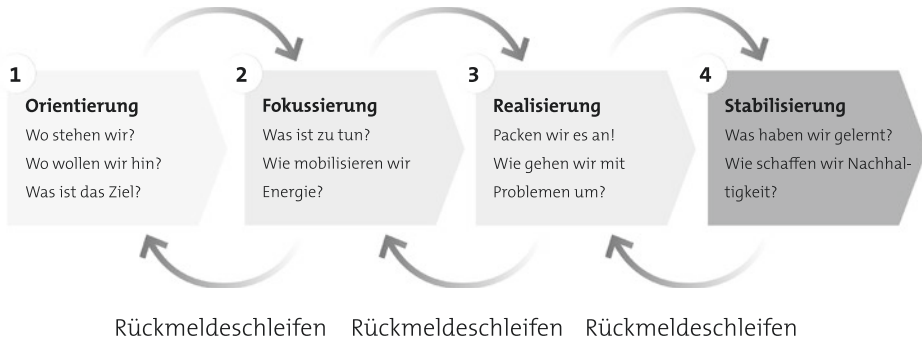 1
Orientierung
Wo stehen wir?
Wo wollen wir hin?
Was ist das Ziel?
2
Fokussierung
Was ist zu tun?
Wie mobilisieren wir
Energie?
3
Realisierung
Packen wir es an!
Wie gehen wir mit
Problemen um?
4
Stabilisierung
Was haben wir gelernt?
Wie schaffen wir Nachhal-
tigkeit?
Rückmeldeschleifen
Rückmeldeschleifen
Rückmeldeschleifen